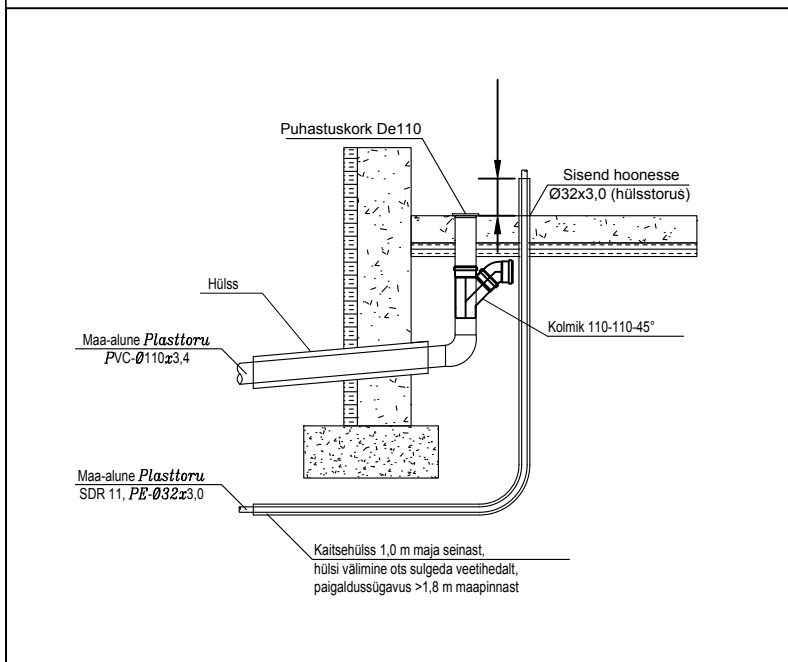 Puhastuskork De110
Sisend hoonesse
Ø32x3,0 (hülsstorus)
Hülss
Kolmik 110-110-45°
Maa-alune Plasttoru
PVC-Ø110x3,4
Maa-alune Plasttoru
SDR 11, PE-Ø32x3,0
Kaitsehülss 1,0 m maja seinast,
hülsi välimine ots sulgeda veetihedalt,
paigaldussügavus >1,8 m maapinnast